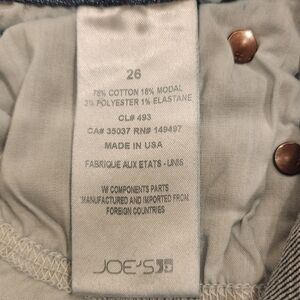 26
78% COTTON 18% MODAL
3% POLYESTER 1% ELASTANE
CL# 493
CA# 35037 RN# 149497
MADE IN USA
FABRIQUE AUX ETATS - UNIS
W/ COMPONENTS PARTS
MANUFACTURED AND IMPORTED FROM
FOREIGN COUNTRIES
JOE'S